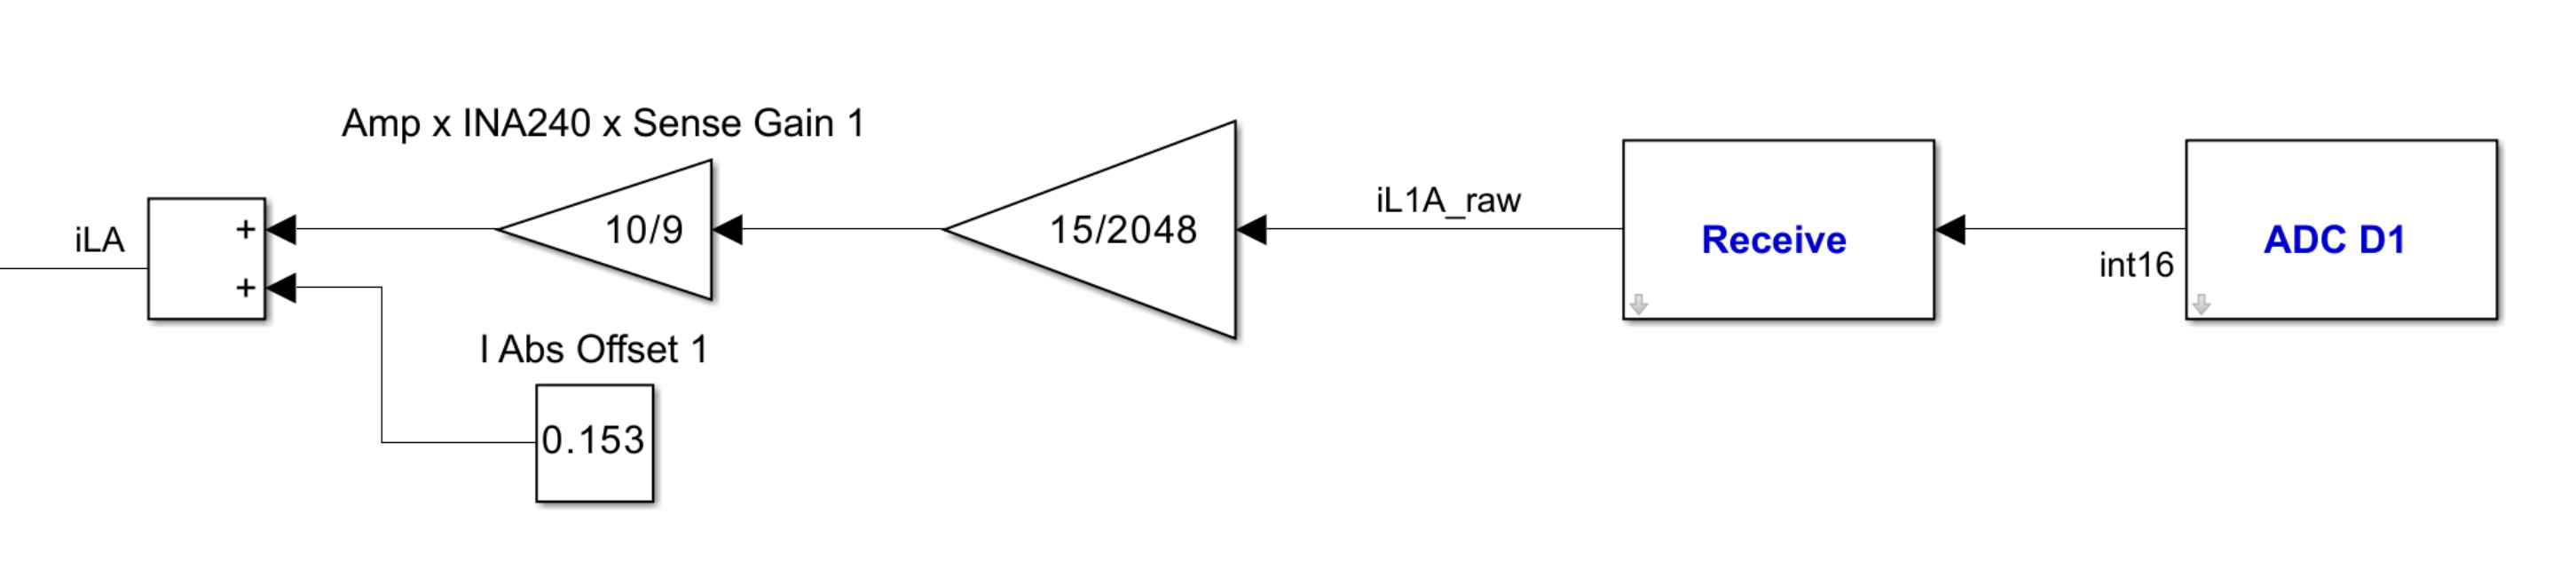 Amp x INA240 x Sense Gain 1
iLA
+
10/9
15/2048
iL1A_raw
Receive
int16
ADC D1
+
I Abs Offset 1
0.153